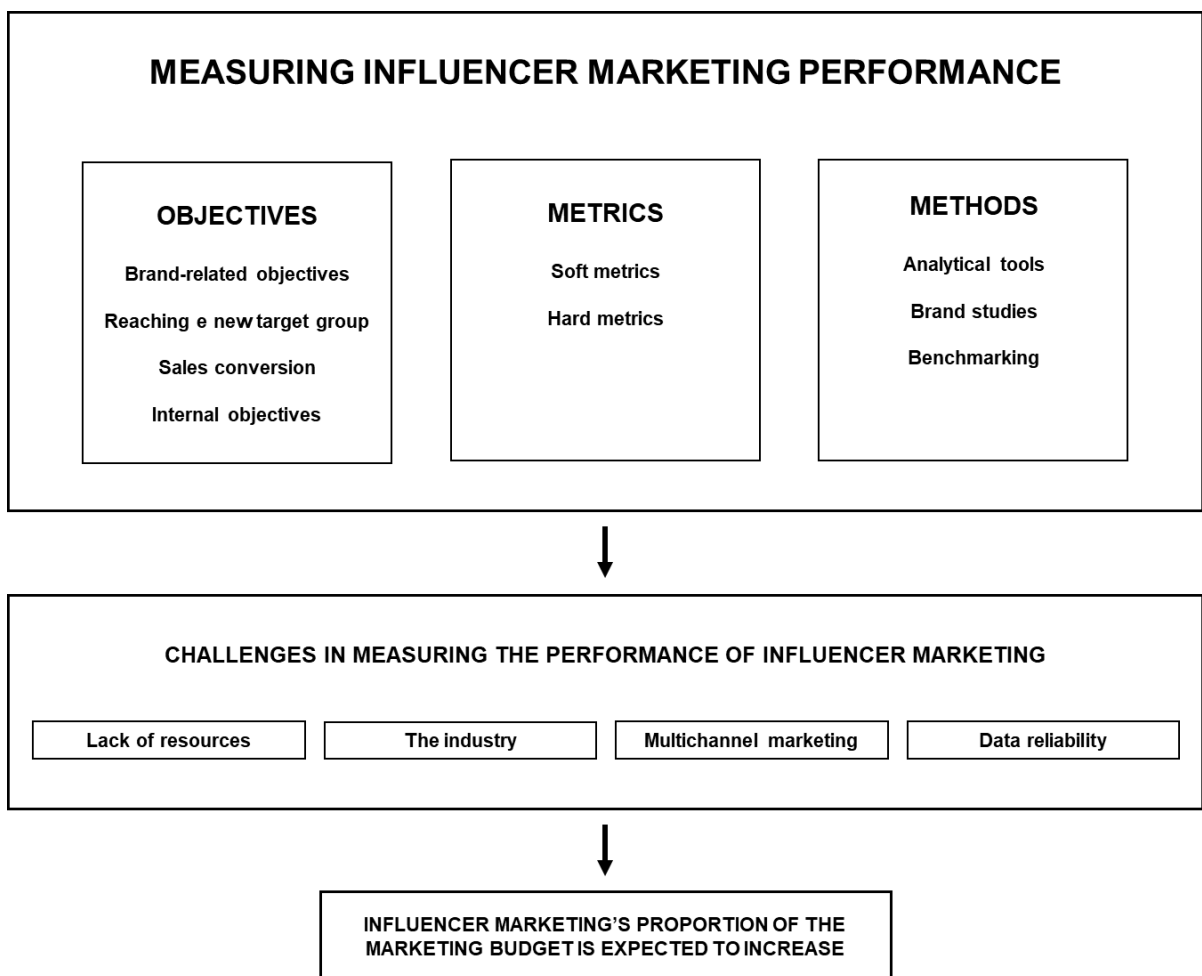 MEASURING INFLUENCER MARKETING PERFORMANCE
OBJECTIVES
Brand-related objectives
Reaching e new target group
Sales conversion
Internal objectives
METRICS
Soft metrics
Hard metrics
METHODS
Analytical tools
Brand studies
Benchmarking
CHALLENGES IN MEASURING THE PERFORMANCE OF INFLUENCER MARKETING
Lack of resources
The industry
Multichannel marketing
Data reliability
INFLUENCER MARKETING’S PROPORTION OF THE
MARKETING BUDGET IS EXPECTED TO INCREASE